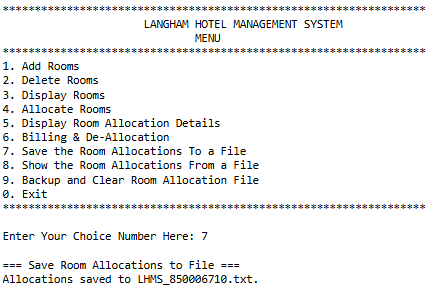 ********************************************************************
LANGHAM HOTEL MANAGEMENT SYSTEM
MENU
********************************************************************
1. Add Rooms
2. Delete Rooms
3. Display Rooms
4. Allocate Rooms
5. Display Room Allocation Details
6. Billing & De-Allocation
7. Save the Room Allocations To a File
8. Show the Room Allocations From a File
9. Backup and Clear Room Allocation File
0. Exit
********************************************************************
Enter Your Choice Number Here: 7
=== Save Room Allocations to File ===
Allocations saved to LHMS_850006710.txt.